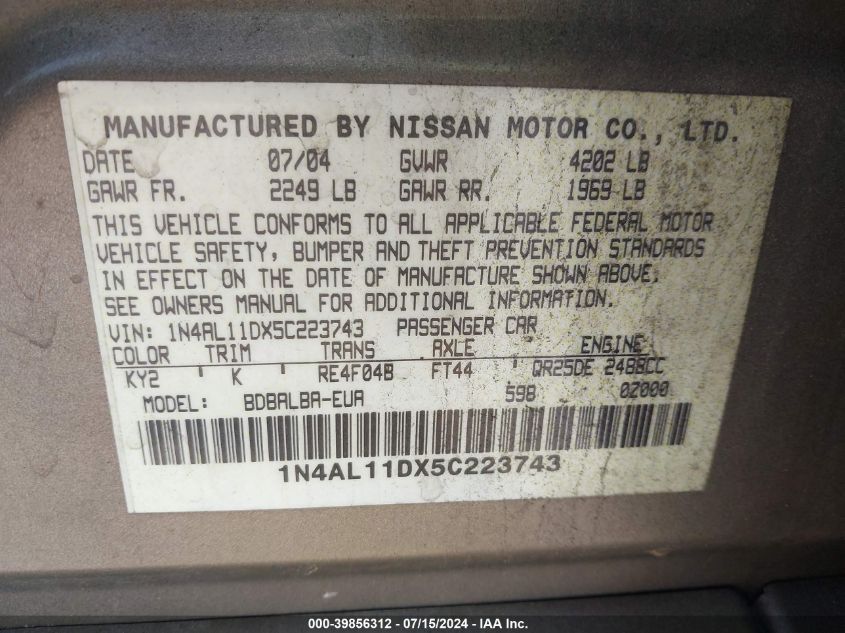 MANUFACTURED BY NISSAN MOTOR CO., LTD.
DATE 07/04 GVWR 4202 LB
GAWR FR. 2249 LB GAWR RR. 1969 LB
THIS VEHICLE CONFORMS TO ALL APPLICABLE FEDERAL MOTOR
VEHICLE SAFETY, BUMPER AND THEFT PREVENTION STANDARDS
IN EFFECT ON THE DATE OF MANUFACTURE SHOWN ABOVE.
SEE OWNERS MANUAL FOR ADDITIONAL INFORMATION.
VIN: 1N4AL11DX5C223743 PASSENGER CAR
COLOR TRIM TRANS AXLE ENGINE
KY2 K RE4F04B FT44 QR25DE 2488CC
MODEL: BDBALBA-EUA 598 0Z000
1N4AL11DX5C223743
000-39856312 - 07/15/2024 - IAA Inc.